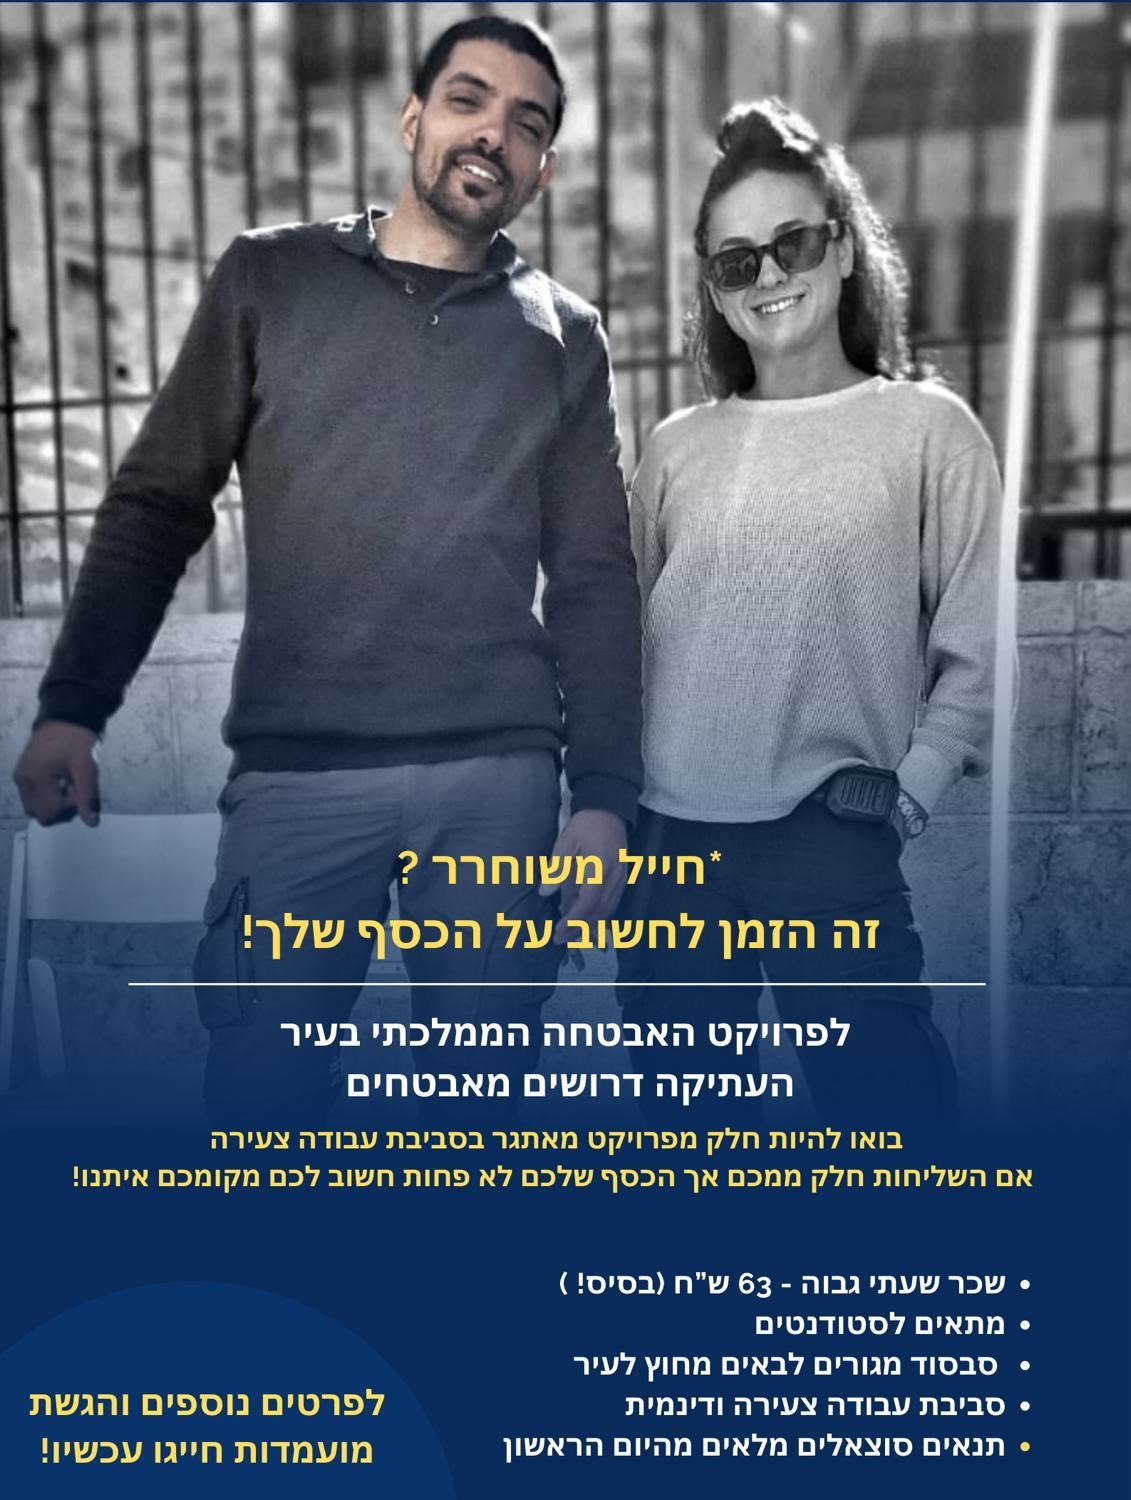 *חייל משוחרר ?
זה הזמן לחשוב על הכסף שלך!
לפרויקט האבטחה הממלכתי בעיר
העתיקה דרושים מאבטחים
בואו להיות חלק מפרויקט מאתגר בסביבת עבודה צעירה
אם השליחות חלק ממכם אך הכסף שלכם לא פחות חשוב לכם מקומכם איתנו!
• שכר שעתי גבוה - 63 ש"ח (בסיס! )
• מתאים לסטודנטים
• סבסוד מגורים לבאים מחוץ לעיר
• סביבת עבודה צעירה ודינמית
• תנאים סוצאלים מלאים מהיום הראשון
לפרטים נוספים והגשת
מועמדות חייגו עכשיו!